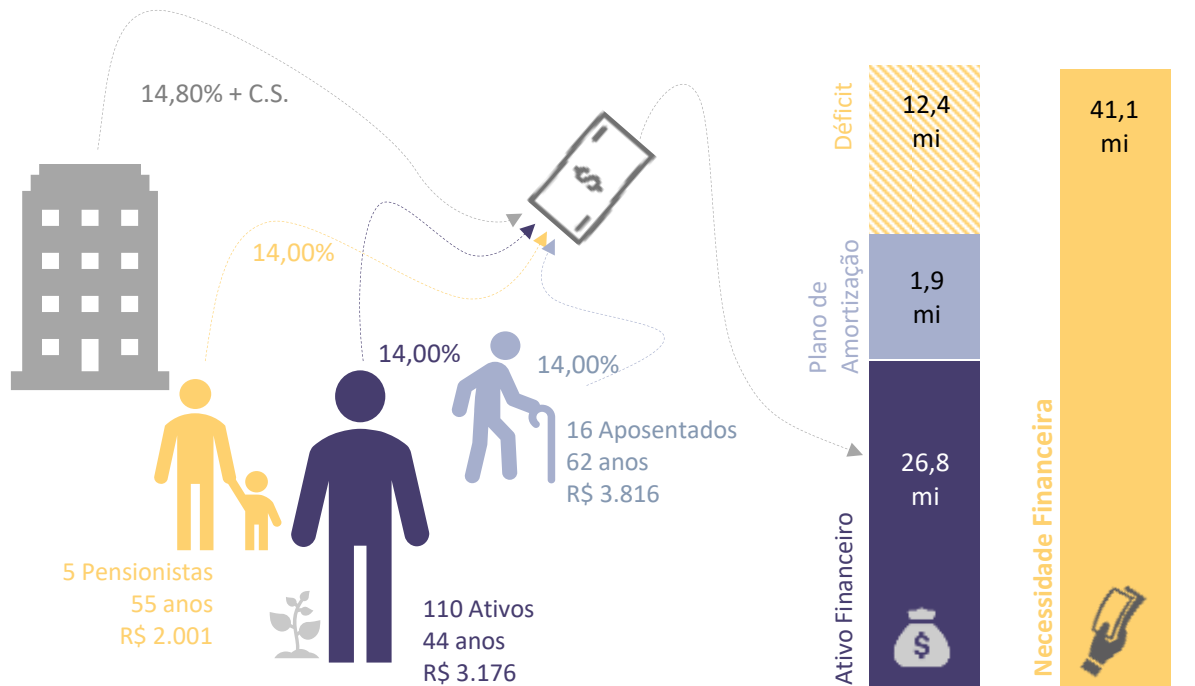 14,80% + C.S.
14,00%
14,00%
14,00%
$
5 Pensionistas
55 anos
R$ 2.001
110 Ativos
44 anos
R$ 3.176
16 Aposentados
62 anos
R$ 3.816
Déficit
12,4
mi
Plano de
Amortização
1,9
mi
Ativo Financeiro
26,8
mi
$
Necessidade Financeira
41,1
mi